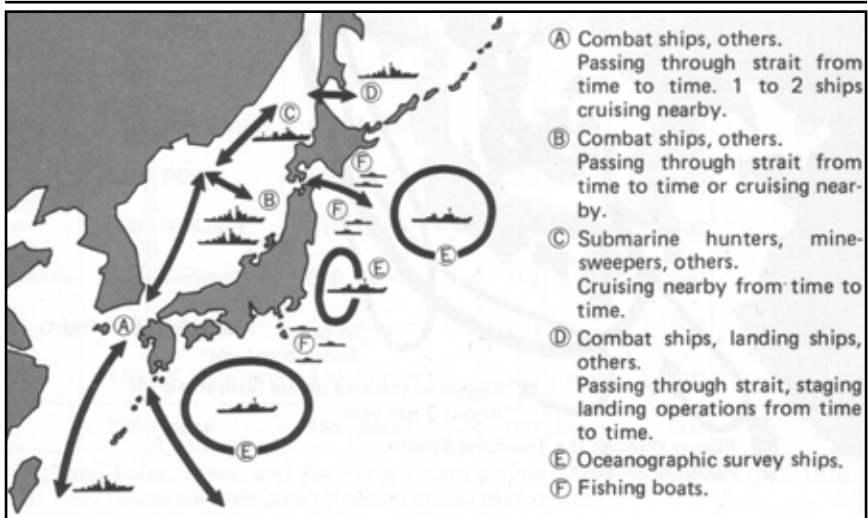 Ⓐ Combat ships, others.
Passing through strait from
time to time. 1 to 2 ships
cruising nearby.
Ⓑ Combat ships, others.
Passing through strait from
time to time or cruising near-
by.
Ⓒ Submarine hunters, mine-
sweepers, others.
Cruising nearby from time to
time.
Ⓓ Combat ships, landing ships,
others.
Passing through strait, staging
landing operations from time
to time.
Ⓔ Oceanographic survey ships.
Ⓕ Fishing boats.
Ⓓ
Ⓒ
Ⓕ
Ⓑ
Ⓕ
Ⓔ
Ⓔ
Ⓐ
Ⓕ
Ⓔ